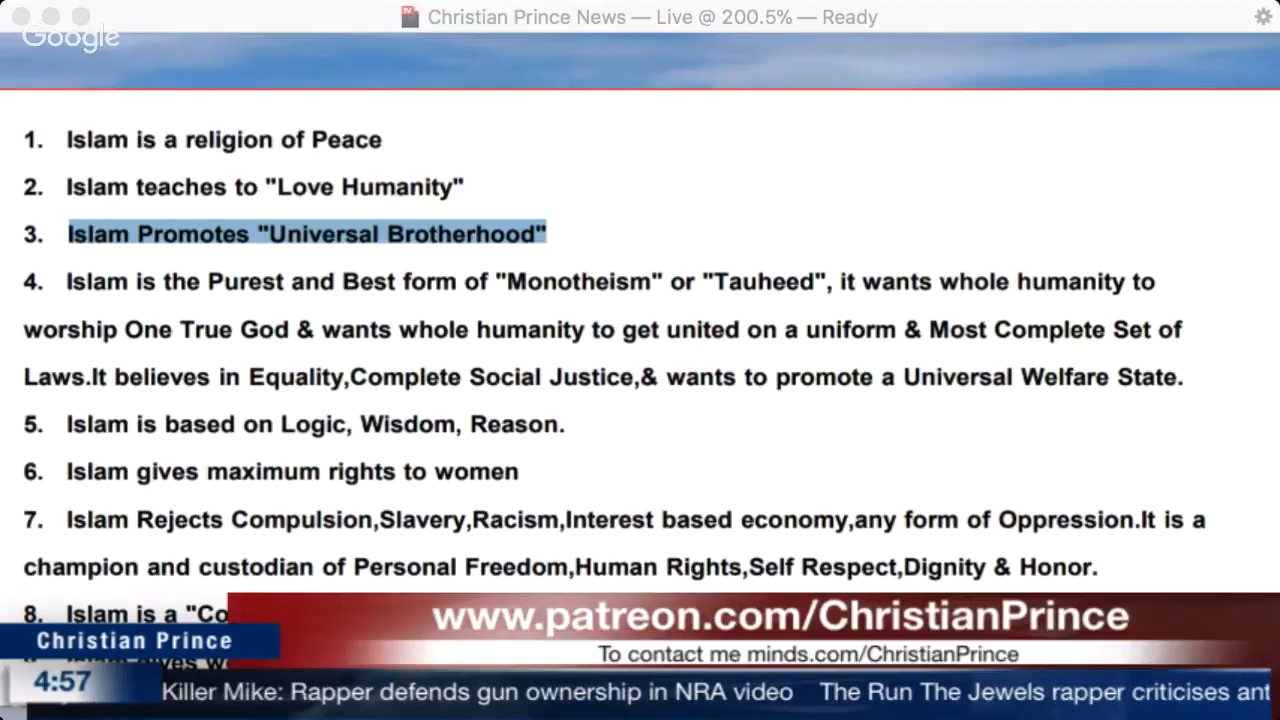 Christian Prince News — Live @ 200.5% — Ready
Google
1. Islam is a religion of Peace
2. Islam teaches to "Love Humanity"
3. Islam Promotes "Universal Brotherhood"
4. Islam is the Purest and Best form of "Monotheism" or "Tauheed", it wants whole humanity to
worship One True God & wants whole humanity to get united on a uniform & Most Complete Set of
Laws.It believes in Equality,Complete Social Justice,& wants to promote a Universal Welfare State.
5. Islam is based on Logic, Wisdom, Reason.
6. Islam gives maximum rights to women
7. Islam Rejects Compulsion,Slavery,Racism,Interest based economy,any form of Oppression.It is a
champion and custodian of Personal Freedom,Human Rights,Self Respect,Dignity & Honor.
8. Islam is a "Co
www.patreon.com/ChristianPrince
Christian Prince
To contact me minds.com/ChristianPrince
4:57
Killer Mike: Rapper defends gun ownership in NRA video The Run The Jewels rapper criticises ant